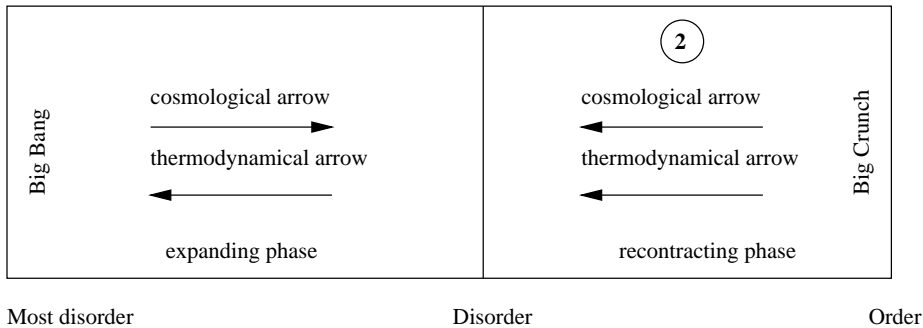 2
cosmological arrow
thermodynamical arrow
expanding phase
Big Bang
cosmological arrow
thermodynamical arrow
recontracting phase
Big Crunch
Most disorder
Disorder
Order